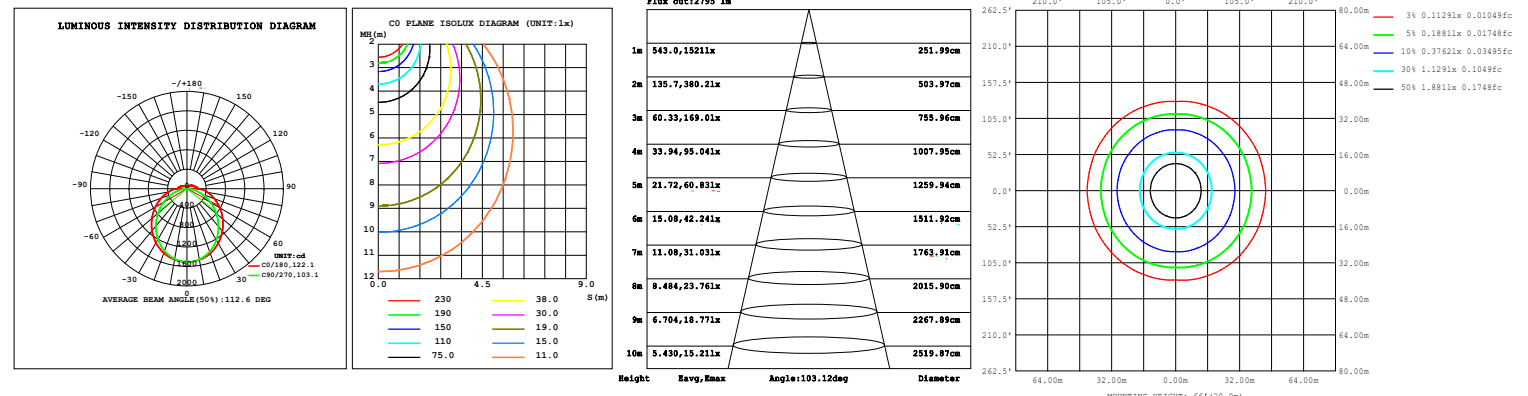 LUMINOUS INTENSITY DISTRIBUTION DIAGRAM
-/+180
-150
150
-120
120
-90
90
-60
60
-30
30
0
0
400
800
1200
1600
2000
UNIT:cd
C0/180,122.1
C90/270,103.1
AVERAGE BEAM ANGLE(50%):112.6 DEG
C0 PLANE ISOLUX DIAGRAM (UNIT:lx)
MH(m)
2
3
4
5
6
7
8
9
10
11
12
0.0
4.5
9.0
S(m)
230
38.0
190
30.0
150
19.0
110
15.0
75.0
11.0
Flux out:2795 lm
1m 543.0,1521lx 251.99cm
2m 135.7,380.2lx 503.97cm
3m 60.33,169.0lx 755.96cm
4m 33.94,95.04lx 1007.95cm
5m 21.72,60.83lx 1259.94cm
6m 15.08,42.24lx 1511.92cm
7m 11.08,31.03lx 1763.91cm
8m 8.484,23.76lx 2015.90cm
9m 6.704,18.77lx 2267.89cm
10m 5.430,15.21lx 2519.87cm
Height Eavg,Emax Angle:103.12deg Diameter
210.0' 105.0' 0.0' 105.0' 210.0'
262.5' 80.00m
210.0' 64.00m
157.5' 48.00m
105.0' 32.00m
52.5' 16.00m
0.0' 0.00m
52.5' 16.00m
105.0' 32.00m
157.5' 48.00m
210.0' 64.00m
262.5' 80.00m
64.00m 32.00m 0.00m 32.00m 64.00m
3% 0.1129lx 0.01049fc
5% 0.1881lx 0.01748fc
10% 0.3762lx 0.03495fc
30% 1.129lx 0.1049fc
50% 1.881lx 0.1748fc